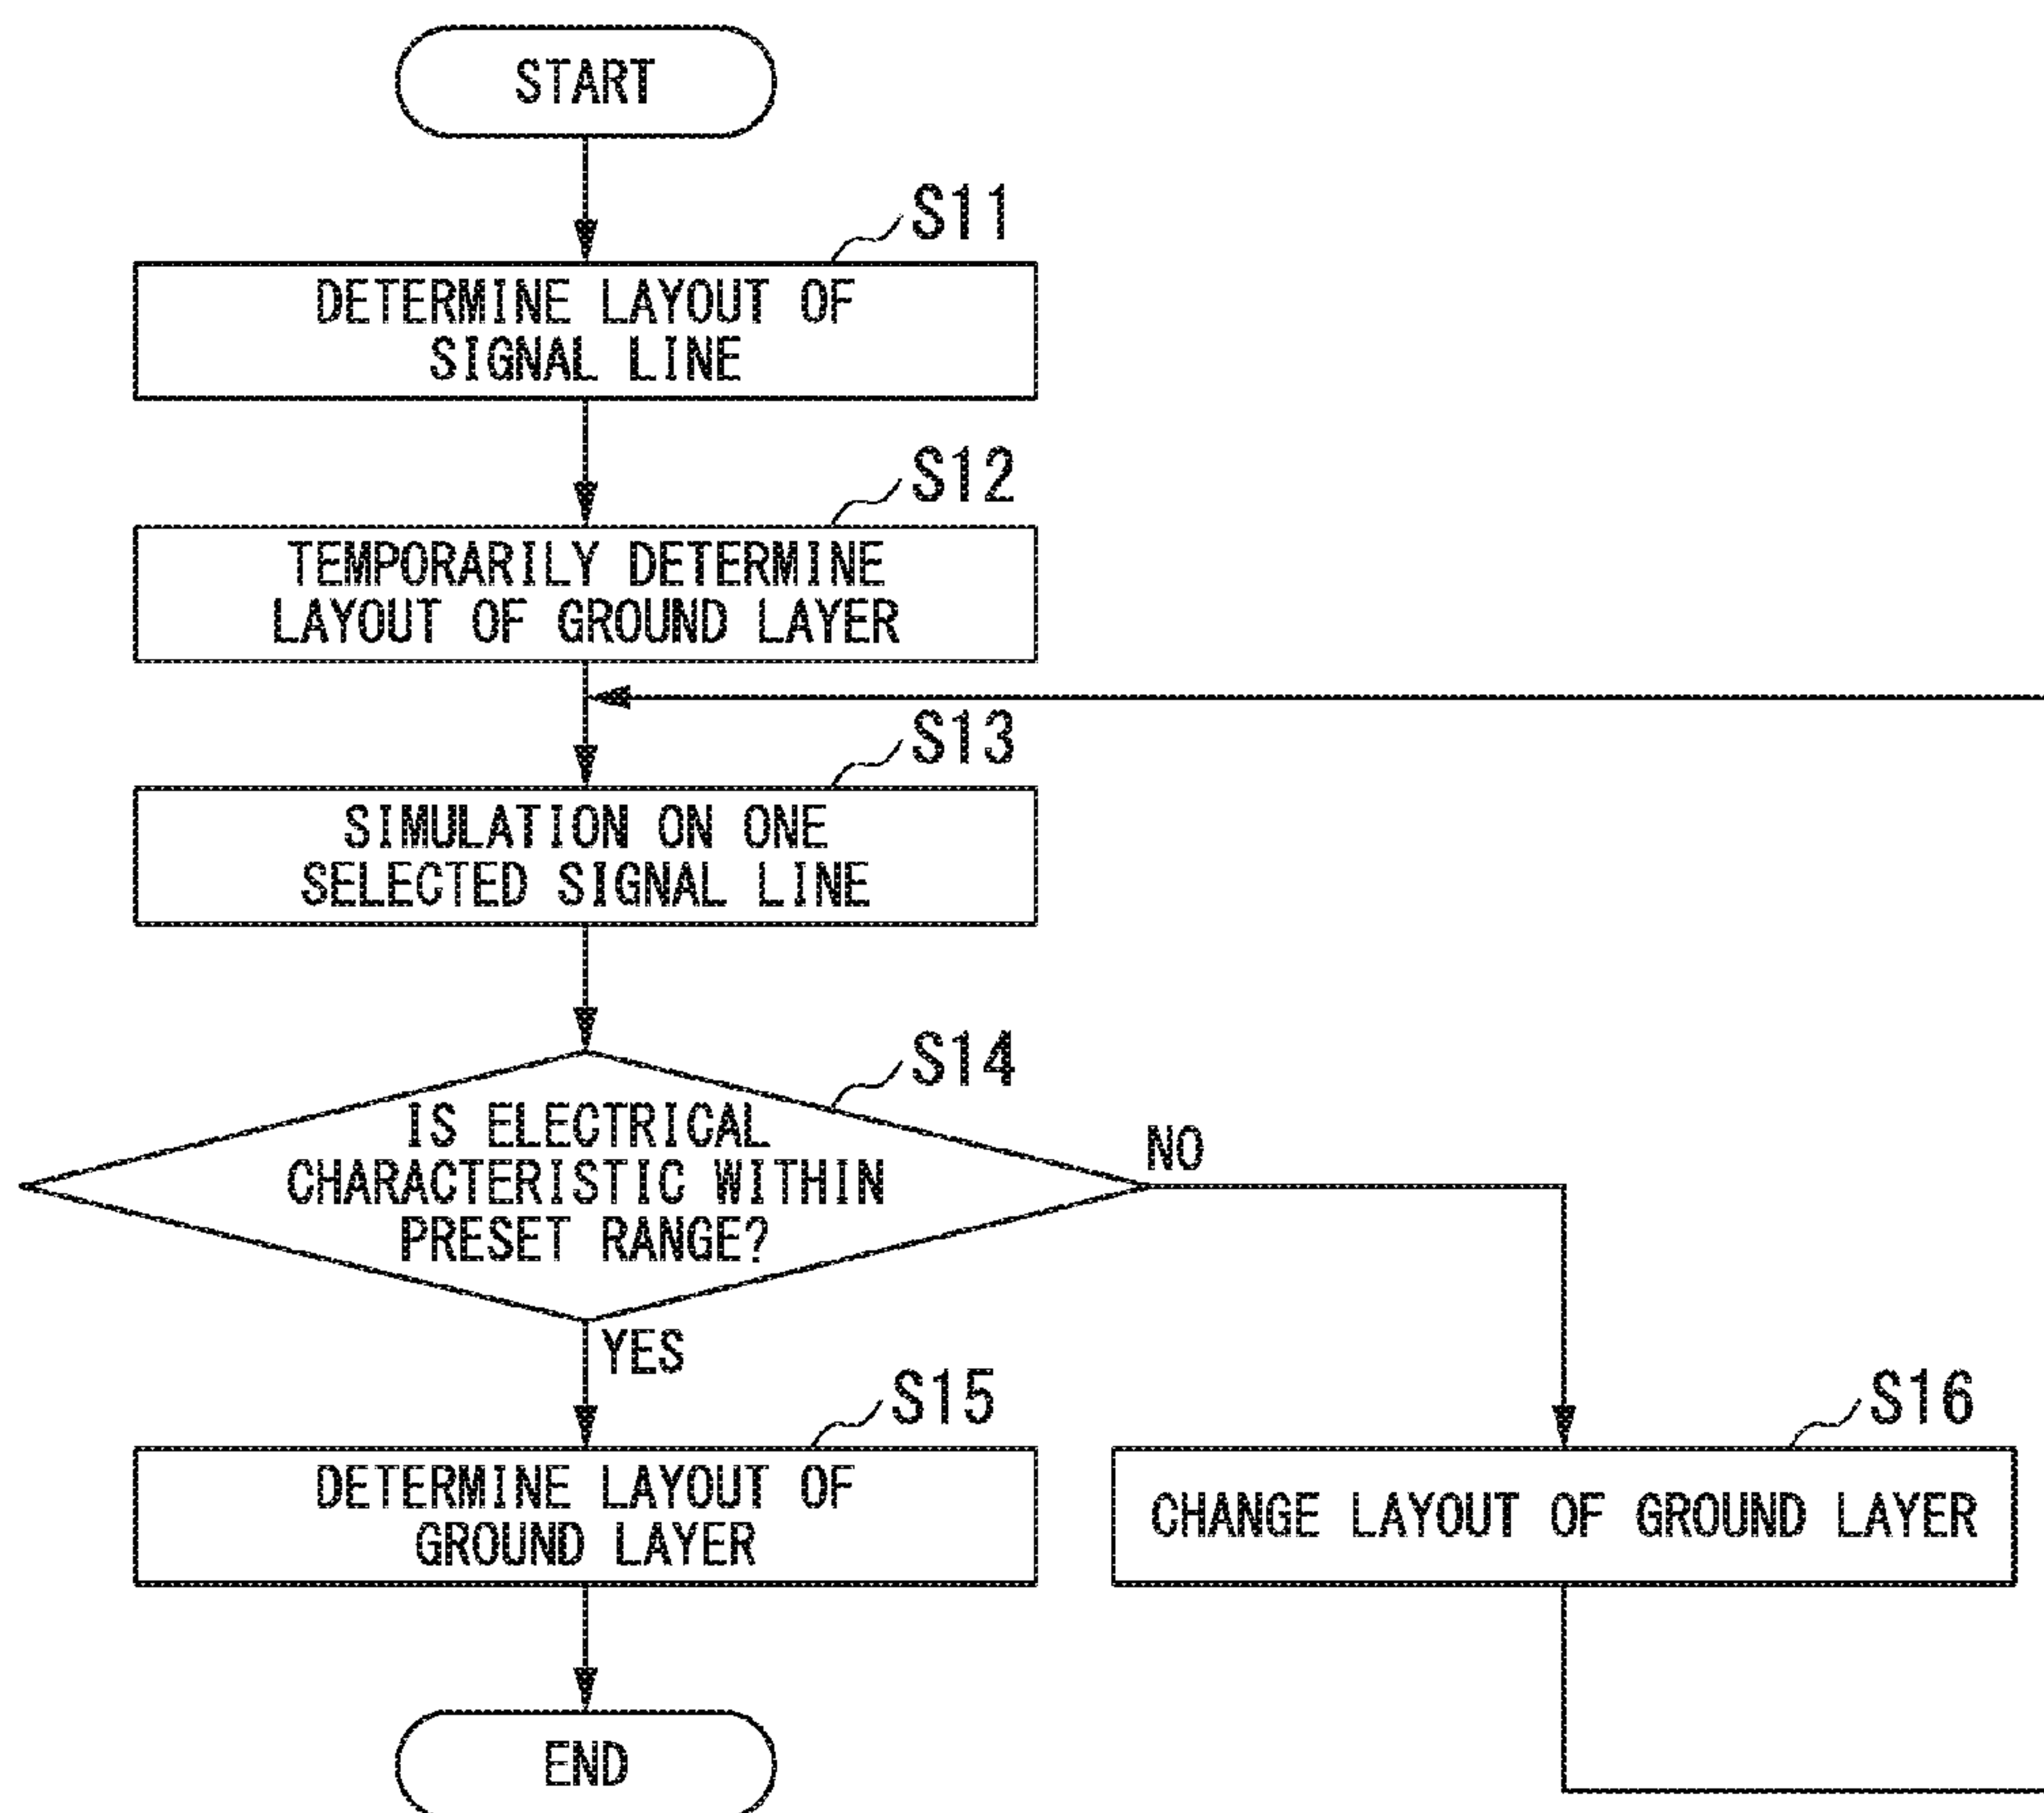 START
S11
DETERMINE LAYOUT OF
SIGNAL LINE
S12
TEMPORARILY DETERMINE
LAYOUT OF GROUND LAYER
S13
SIMULATION ON ONE
SELECTED SIGNAL LINE
S14
IS ELECTRICAL
CHARACTERISTIC WITHIN
PRESET RANGE?
NO
YES
S15
DETERMINE LAYOUT OF
GROUND LAYER
S16
CHANGE LAYOUT OF GROUND LAYER
END